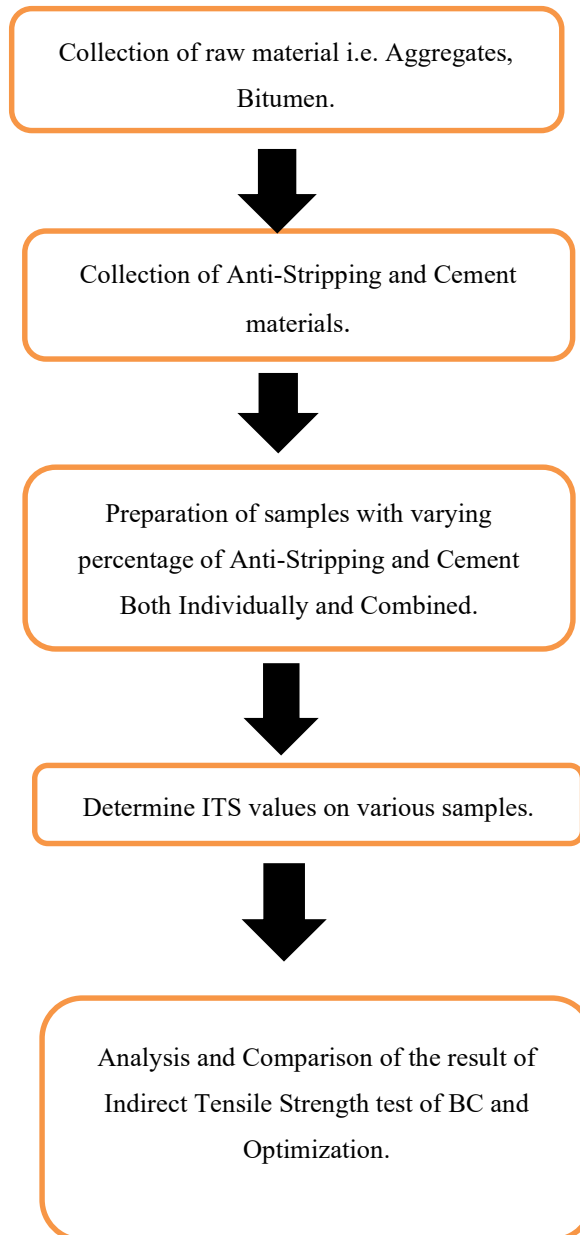 Collection of raw material i.e. Aggregates,
Bitumen.
Collection of Anti-Stripping and Cement
materials.
Preparation of samples with varying
percentage of Anti-Stripping and Cement
Both Individually and Combined.
Determine ITS values on various samples.
Analysis and Comparison of the result of
Indirect Tensile Strength test of BC and
Optimization.